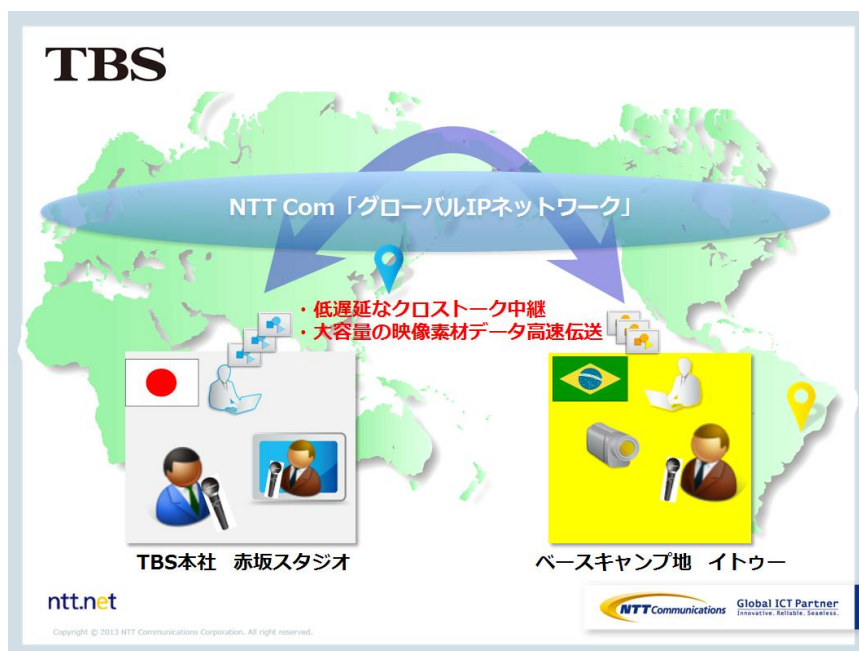 TBS
NTT Com「グローバルIPネットワーク」
・低遅延なクロストーク中継
・大容量の映像素材データ高速伝送
TBS本社 赤坂スタジオ
ベースキャンプ地 イトゥー
ntt.net
NTT Communications
Global ICT Partner
Innovative. Reliable. Seamless.
Copyright © 2013 NTT Communications Corporation. All right reserved.